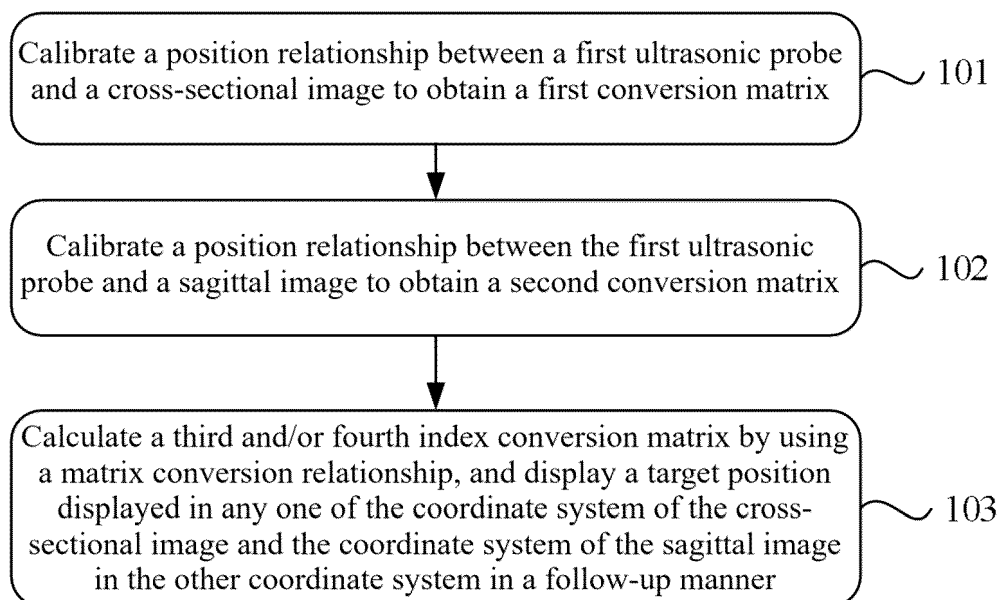 Calibrate a position relationship between a first ultrasonic probe
and a cross-sectional image to obtain a first conversion matrix
101
Calibrate a position relationship between the first ultrasonic
probe and a sagittal image to obtain a second conversion matrix
102
Calculate a third and/or fourth index conversion matrix by using
a matrix conversion relationship, and display a target position
displayed in any one of the coordinate system of the cross-
sectional image and the coordinate system of the sagittal image
in the other coordinate system in a follow-up manner
103